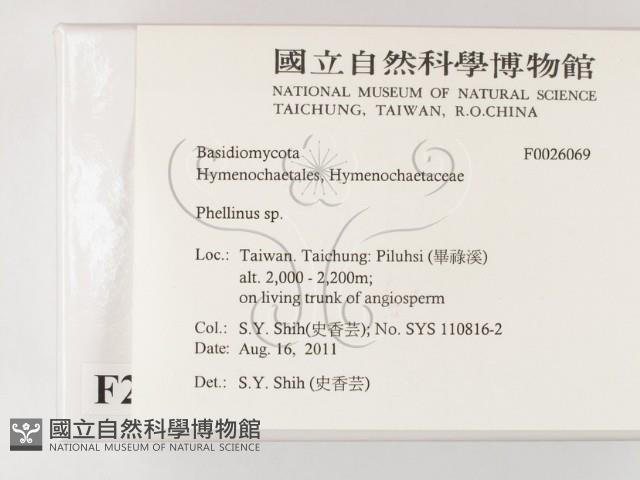 國立自然科學博物館
NATIONAL MUSEUM OF NATURAL SCIENCE
TAICHUNG, TAIWAN, R.O.CHINA
Basidiomycota F0026069
Hymenochaetales, Hymenochaetaceae
Phellinus sp.
Loc.: Taiwan. Taichung: Piluhsi (畢祿溪)
alt. 2,000 - 2,200m;
on living trunk of angiosperm
Col.: S.Y. Shih(史香芸); No. SYS 110816-2
Date: Aug. 16, 2011
Det.: S.Y. Shih (史香芸)
F2
國立自然科學博物館
NATIONAL MUSEUM OF NATURAL SCIENCE